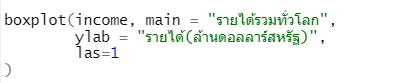 boxplot(income, main = "รายได้รวมทั่วโลก",
ylab = "รายได้(ล้านดอลลาร์สหรัฐ)",
las=1
)